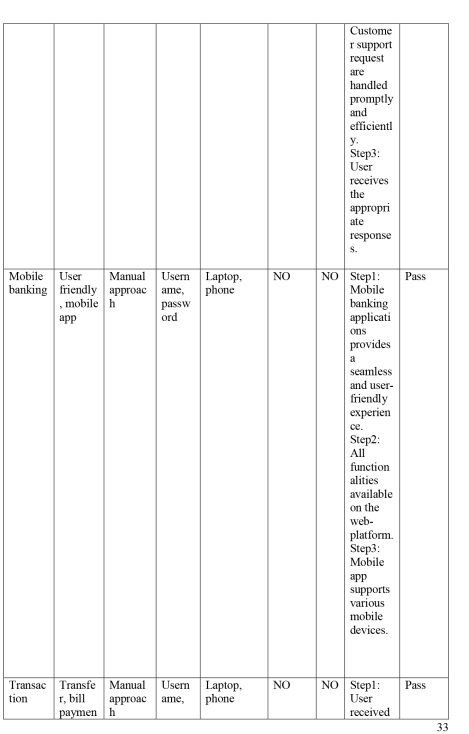 Custome
r support
request
are
handled
promptly
and
efficientl
y.
Step3:
User
receives
the
appropri
ate
response
s.
Mobile
banking
User
friendly
, mobile
app
Manual
approac
h
Usern
ame,
passw
ord
Laptop,
phone
NO
NO
Step1:
Mobile
banking
applicati
ons
provides
a
seamless
and user-
friendly
experien
ce.
Step2:
All
function
alities
available
on the
web-
platform.
Step3:
Mobile
app
supports
various
mobile
devices.
Pass
Transac
tion
Transfe
r, bill
paymen
Manual
approac
h
Usern
ame,
Laptop,
phone
NO
NO
Step1:
User
received
Pass
33